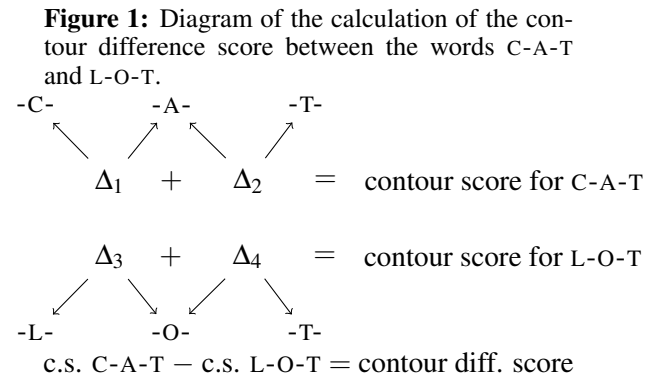 Figure 1: Diagram of the calculation of the con-
tour difference score between the words C-A-T
and L-O-T.
-C- -A- -T-
Δ1 + Δ2 = contour score for C-A-T
Δ3 + Δ4 = contour score for L-O-T
-L- -O- -T-
c.s. C-A-T − c.s. L-O-T = contour diff. score